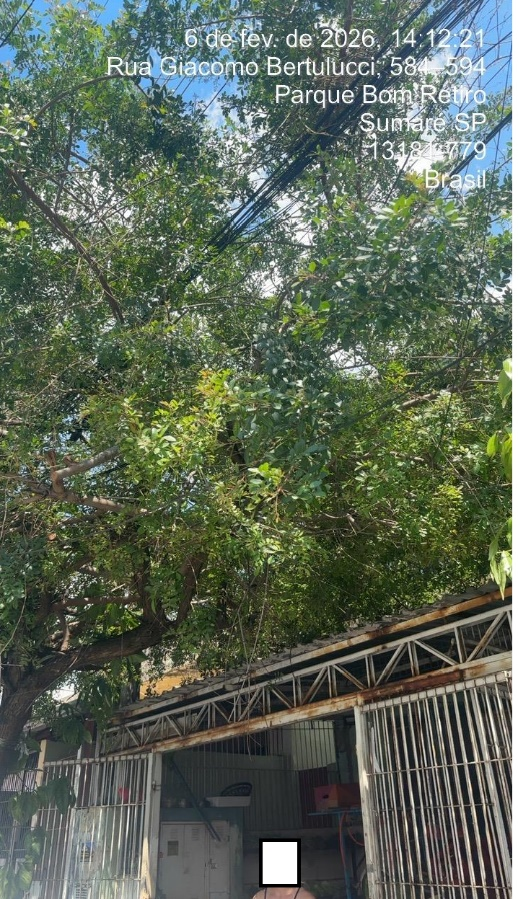 6 de fev. de 2026, 14:12:21
Rua Giacomo Bertulucci, 584–594
Parque Bom Retiro
Sumaré SP
13181-779
Brasil